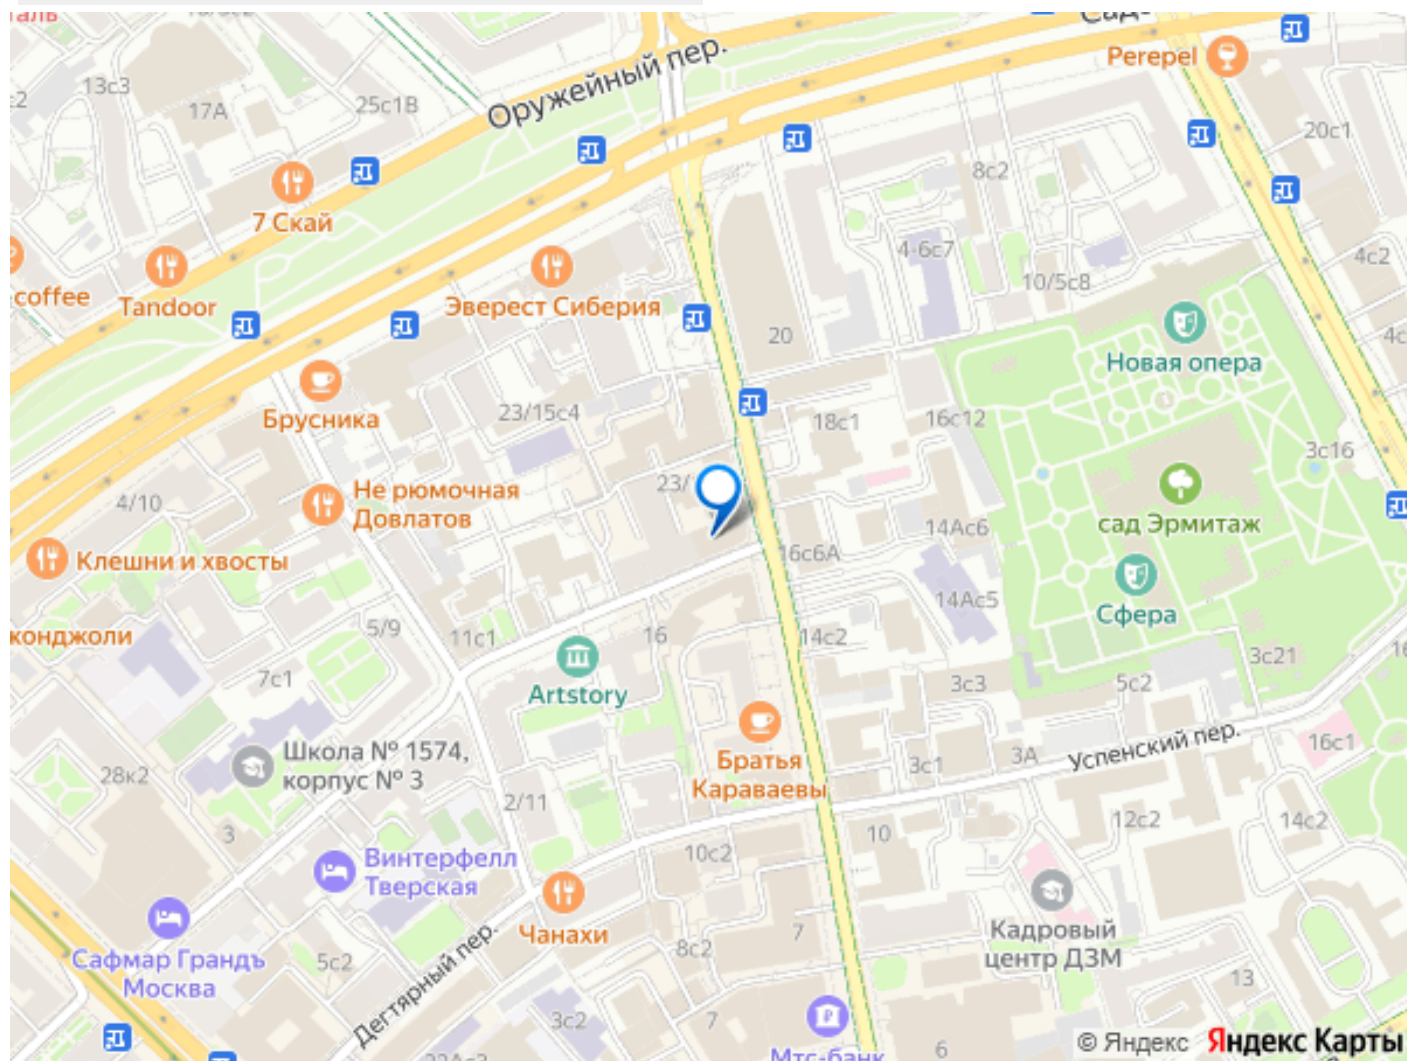 Оружейный пер.
Perepel
13с3
17А
25с1В
20с1
8с2
7 Скай
4-6с7
4с2
coffee
Tandoor
Эверест Сиберия
10/5с8
20
Новая опера
Брусника
23/15с4
18с1
16с12
3с16
4/10
Не рюмочная
Довлатов
23/
сад Эрмитаж
14Ас6
Клешни и хвосты
16с6А
14Ас5
Сфера
5/9
11с1
16
14с2
3с21
7с1
Artstory
3с3
5с2
Школа № 1574,
корпус № 3
28к2
Братья
Караваевы
3с1
3А
Успенский пер.
16с1
2/11
3
10с2
10
12с2
14с2
Винтерфелл
Тверская
Чанахи
8с2
7
Кадровый
центр ДЗМ
Сафмар Грандъ
Москва
5с2
Дегтярный пер.
13
3с2
7
6
Мтс-банк
© Яндекс Яндекс Карты